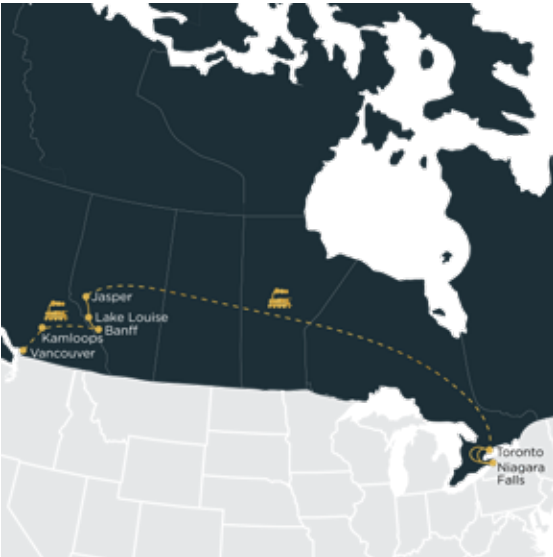 Jasper
Lake Louise
Banff
Kamloops
Vancouver
Toronto
Niagara
Falls